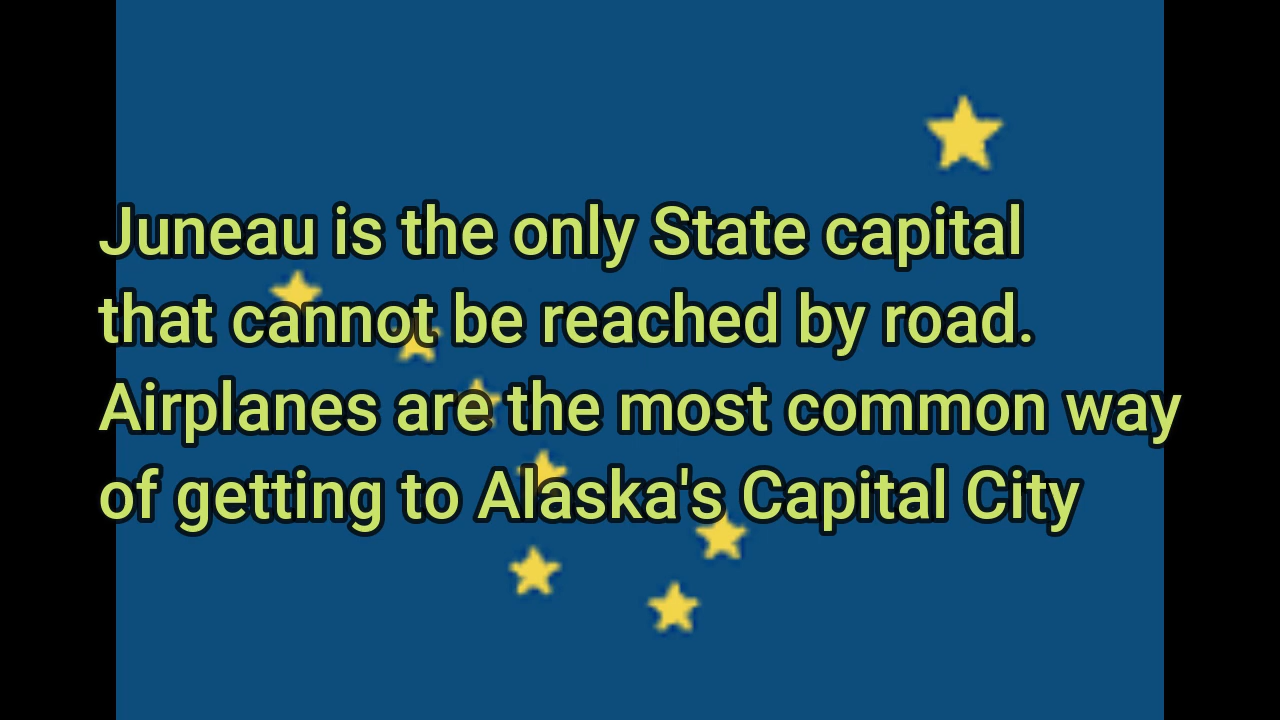 Juneau is the only State capital
that cannot be reached by road.
Airplanes are the most common way
of getting to Alaska's Capital City